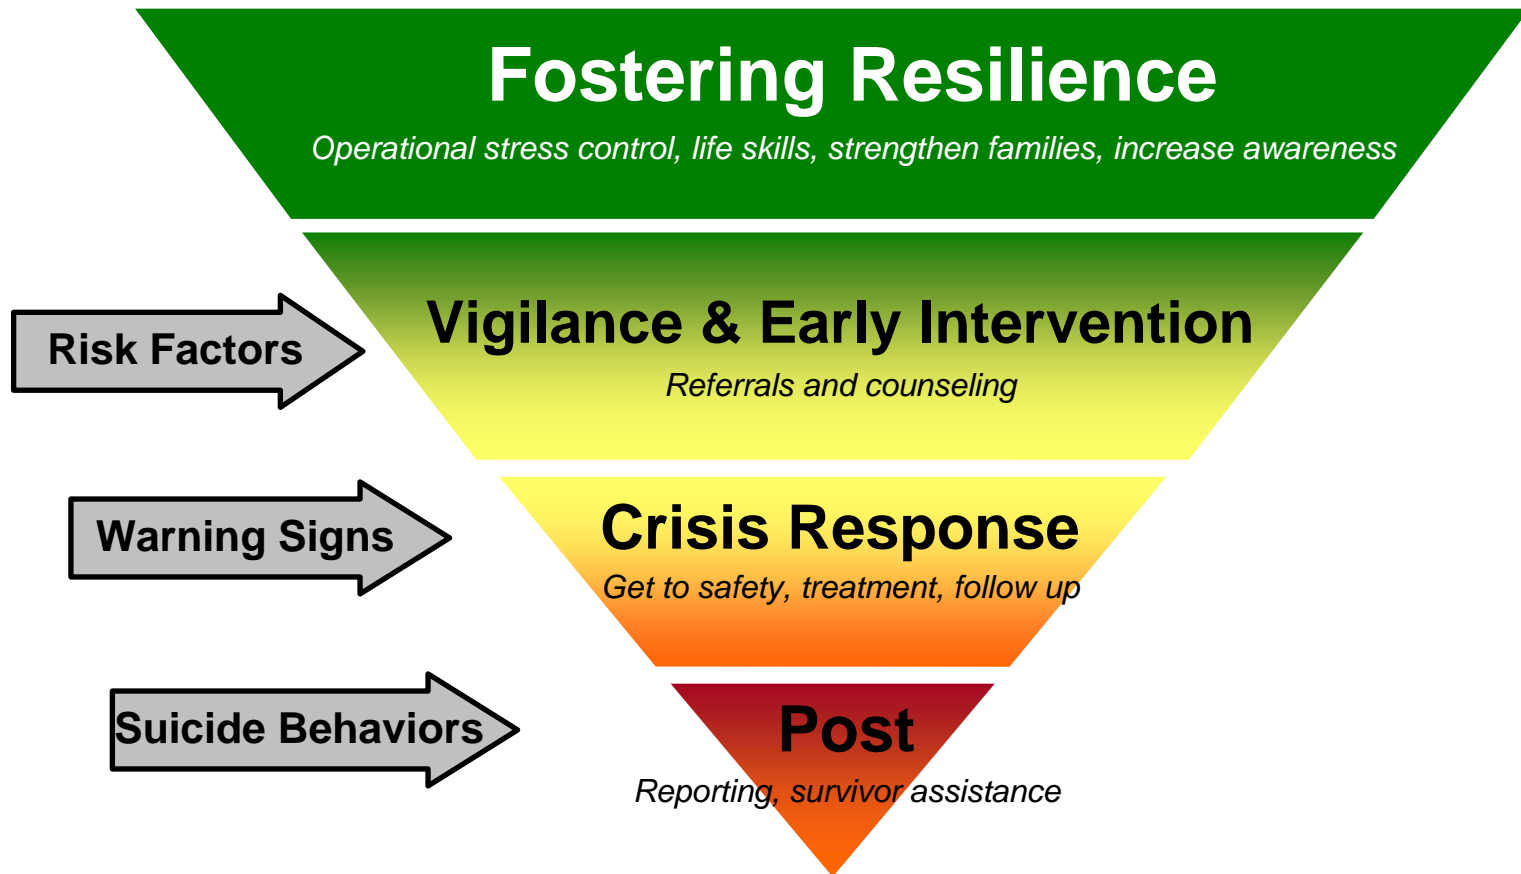 Fostering Resilience
Operational stress control, life skills, strengthen families, increase awareness
Risk Factors
Vigilance & Early Intervention
Referrals and counseling
Warning Signs
Crisis Response
Get to safety, treatment, follow up
Suicide Behaviors
Post
Reporting, survivor assistance